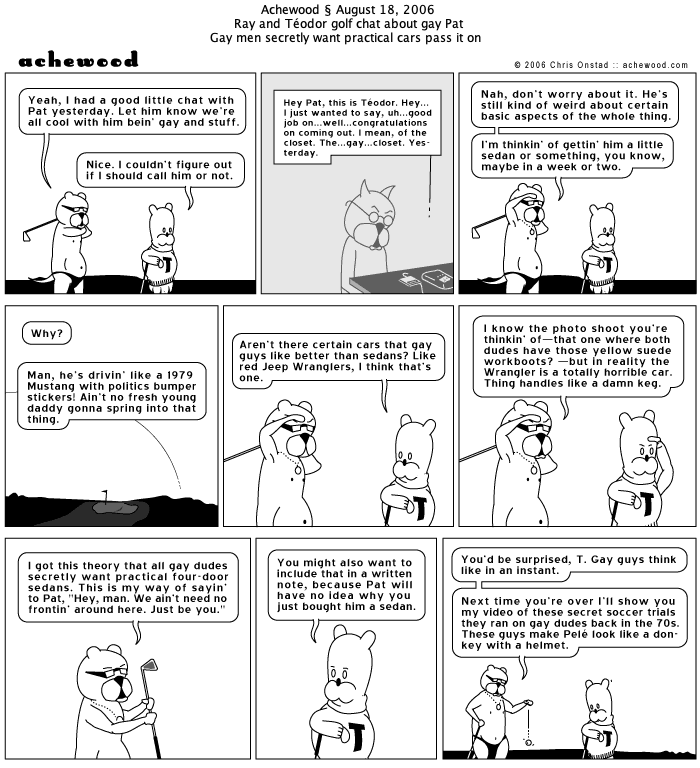 Achewood § August 18, 2006
Ray and Téodor golf chat about gay Pat
Gay men secretly want practical cars pass it on
achewood
© 2006 Chris Onstad :: achewood.com
Yeah, I had a good little chat with
Pat yesterday. Let him know we're
all cool with him bein' gay and stuff.
Nice. I couldn't figure out
if I should call him or not.
Hey Pat, this is Téodor. Hey...
I just wanted to say, uh...good
job on...well...congratulations
on coming out. I mean, of the
closet. The...gay...closet. Yes-
terday.
Nah, don't worry about it. He's
still kind of weird about certain
basic aspects of the whole thing.
I'm thinkin' of gettin' him a little
sedan or something, you know,
maybe in a week or two.
Why?
Man, he's drivin' like a 1979
Mustang with politics bumper
stickers! Ain't no fresh young
daddy gonna spring into that
thing.
Aren't there certain cars that gay
guys like better than sedans? Like
red Jeep Wranglers, I think that's
one.
I know the photo shoot you're
thinkin' of—that one where both
dudes have those yellow suede
workboots? —but in reality the
Wrangler is a totally horrible car.
Thing handles like a damn keg.
T
I got this theory that all gay dudes
secretly want practical four-door
sedans. This is my way of sayin'
to Pat, "Hey, man. We ain't need no
frontin' around here. Just be you."
You might also want to
include that in a written
note, because Pat will
have no idea why you
just bought him a sedan.
T
You'd be surprised, T. Gay guys think
like in an instant.
Next time you're over I'll show you
my video of these secret soccer trials
they ran on gay dudes back in the 70s.
These guys make Pelé look like a don-
key with a helmet.
T